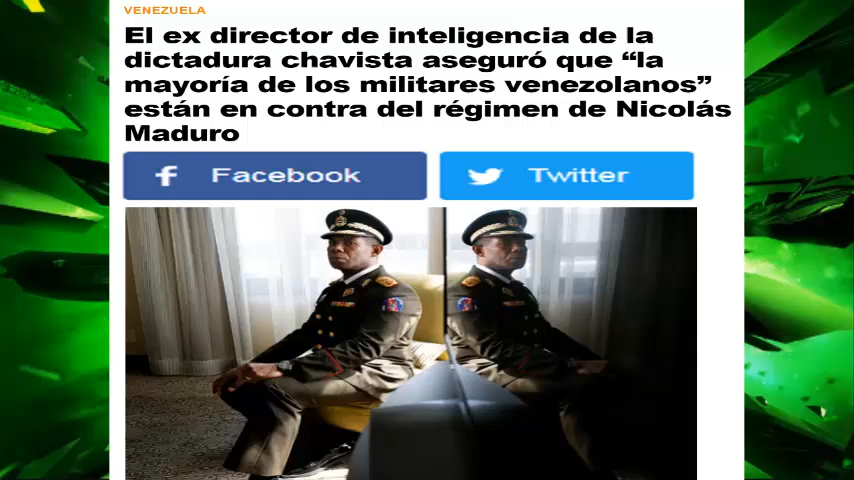 VENEZUELA
El ex director de inteligencia de la
dictadura chavista aseguró que “la
mayoría de los militares venezolanos”
están en contra del régimen de Nicolás
Maduro
Facebook
Twitter